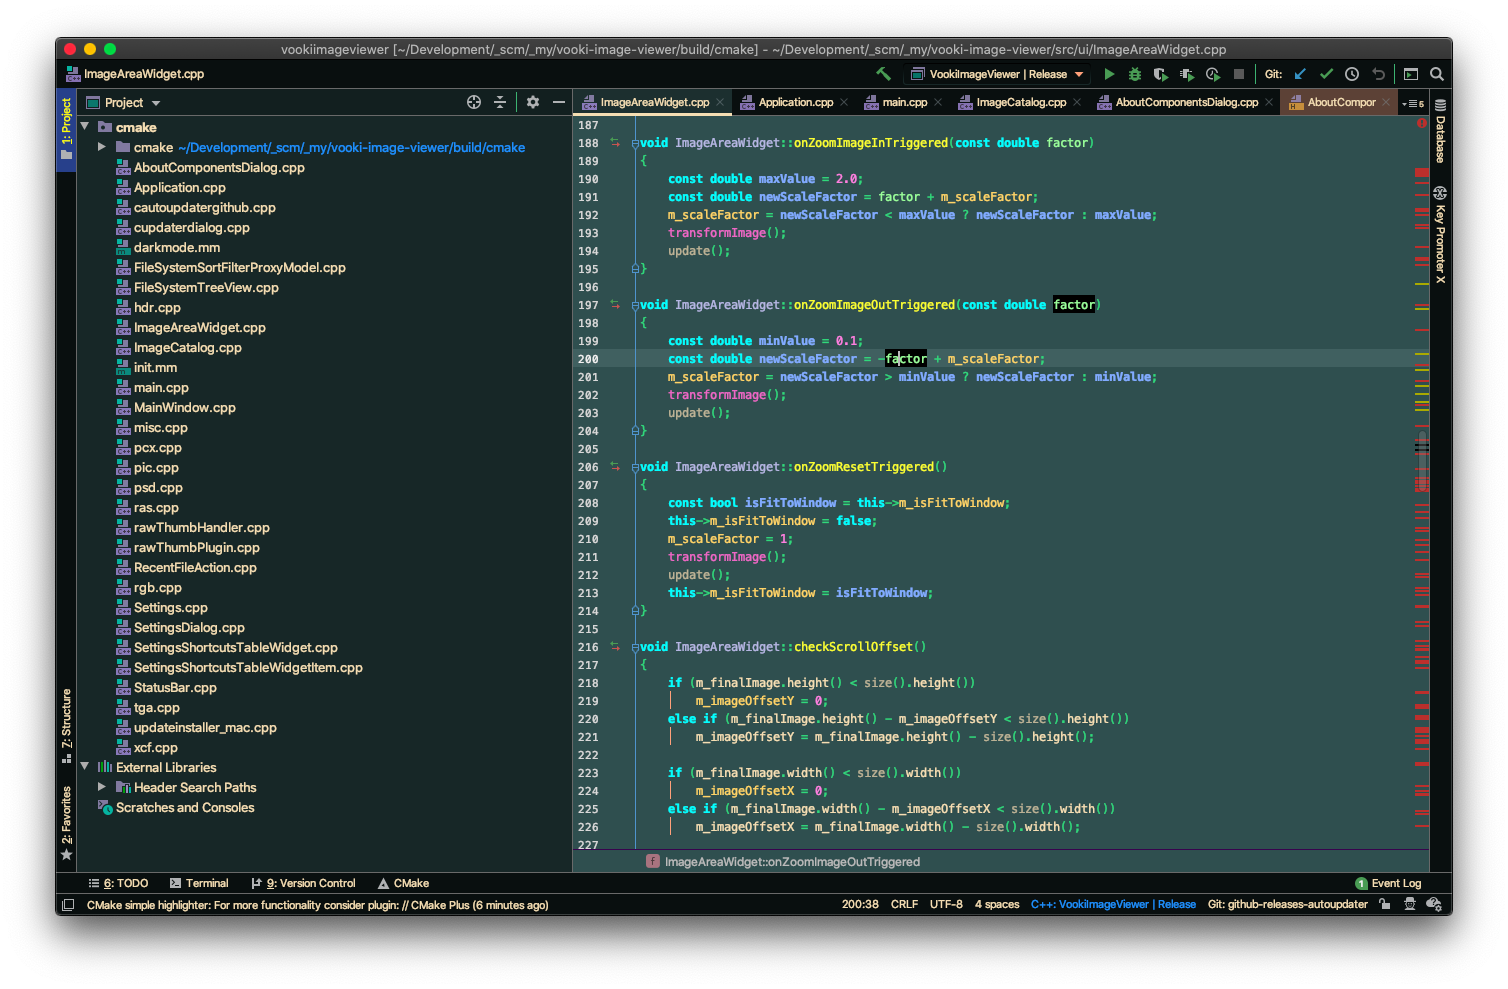 vookiimageviewer [~/Development/_scm/_my/vooki-image-viewer/build/cmake] - ~/Development/_scm/_my/vooki-image-viewer/src/ui/ImageAreaWidget.cpp
ImageAreaWidget.cpp
VookiImageViewer | Release
Git:
1: Project
Project
ImageAreaWidget.cpp
Application.cpp
main.cpp
ImageCatalog.cpp
AboutComponentsDialog.cpp
AboutCompor
5
cmake
cmake ~/Development/_scm/_my/vooki-image-viewer/build/cmake
AboutComponentsDialog.cpp
Application.cpp
cautoupdatergithub.cpp
cupdaterdialog.cpp
darkmode.mm
FileSystemSortFilterProxyModel.cpp
FileSystemTreeView.cpp
hdr.cpp
ImageAreaWidget.cpp
ImageCatalog.cpp
init.mm
main.cpp
MainWindow.cpp
misc.cpp
pcx.cpp
pic.cpp
psd.cpp
ras.cpp
rawThumbHandler.cpp
rawThumbPlugin.cpp
RecentFileAction.cpp
rgb.cpp
Settings.cpp
SettingsDialog.cpp
SettingsShortcutsTableWidget.cpp
SettingsShortcutsTableWidgetItem.cpp
StatusBar.cpp
tga.cpp
updateinstaller_mac.cpp
xcf.cpp
External Libraries
Header Search Paths
Scratches and Consoles
Z: Structure
2: Favorites
187
188 void ImageAreaWidget::onZoomImageInTriggered(const double factor)
189 {
190 const double maxValue = 2.0;
191 const double newScaleFactor = factor + m_scaleFactor;
192 m_scaleFactor = newScaleFactor < maxValue ? newScaleFactor : maxValue;
193 transformImage();
194 update();
195 }
196
197 void ImageAreaWidget::onZoomImageOutTriggered(const double factor)
198 {
199 const double minValue = 0.1;
200 const double newScaleFactor = -factor + m_scaleFactor;
201 m_scaleFactor = newScaleFactor > minValue ? newScaleFactor : minValue;
202 transformImage();
203 update();
204 }
205
206 void ImageAreaWidget::onZoomResetTriggered()
207 {
208 const bool isFitToWindow = this->m_isFitToWindow;
209 this->m_isFitToWindow = false;
210 m_scaleFactor = 1;
211 transformImage();
212 update();
213 this->m_isFitToWindow = isFitToWindow;
214 }
215
216 void ImageAreaWidget::checkScrollOffset()
217 {
218 if (m_finalImage.height() < size().height())
219 m_imageOffsetY = 0;
220 else if (m_finalImage.height() - m_imageOffsetY < size().height())
221 m_imageOffsetY = m_finalImage.height() - size().height();
222
223 if (m_finalImage.width() < size().width())
224 m_imageOffsetX = 0;
225 else if (m_finalImage.width() - m_imageOffsetX < size().width())
226 m_imageOffsetX = m_finalImage.width() - size().width();
227
f ImageAreaWidget::onZoomImageOutTriggered
Database
Key Promoter X
6: TODO
Terminal
9: Version Control
CMake
1 Event Log
CMake simple highlighter: For more functionality consider plugin: // CMake Plus (6 minutes ago)
200:38 CRLF UTF-8 4 spaces C++: VookiImageViewer | Release Git: github-releases-autoupdater